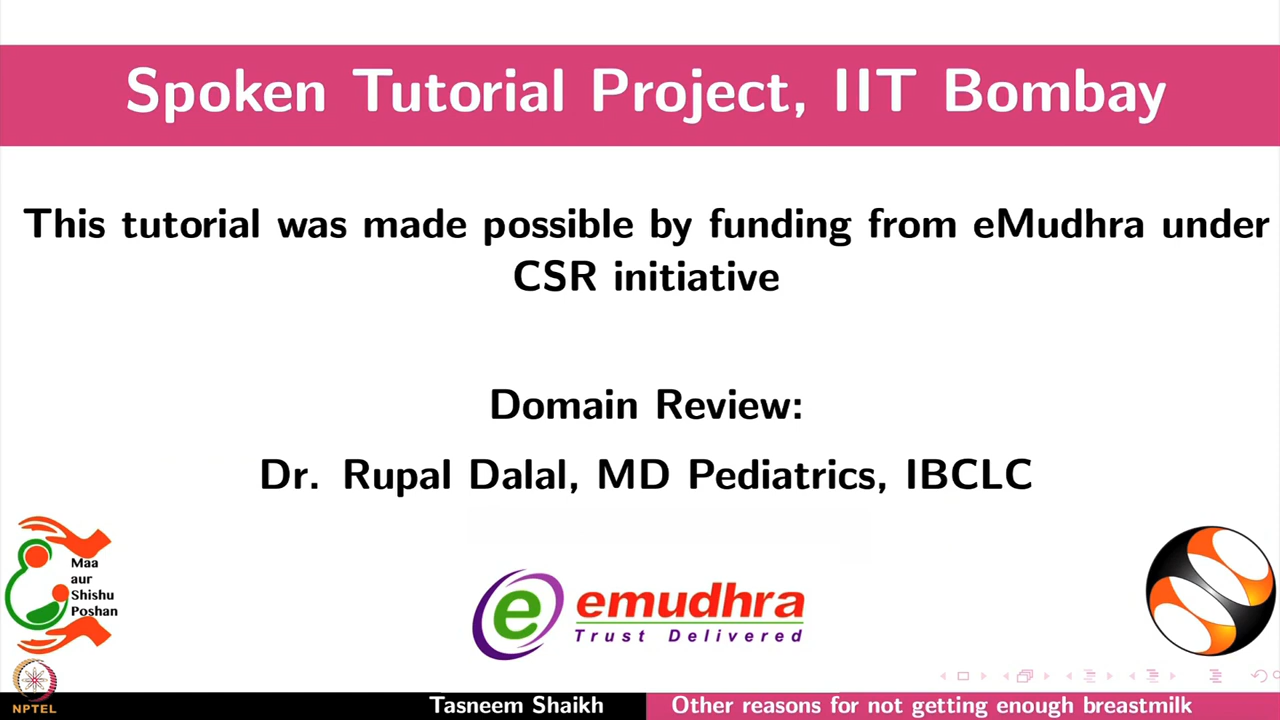 Spoken Tutorial Project, IIT Bombay
This tutorial was made possible by funding from eMudhra under
CSR initiative
Domain Review:
Dr. Rupal Dalal, MD Pediatrics, IBCLC
Maa
aur
Shishu
Poshan
e emudhra
Trust Delivered
NPTEL
Tasneem Shaikh
Other reasons for not getting enough breastmilk